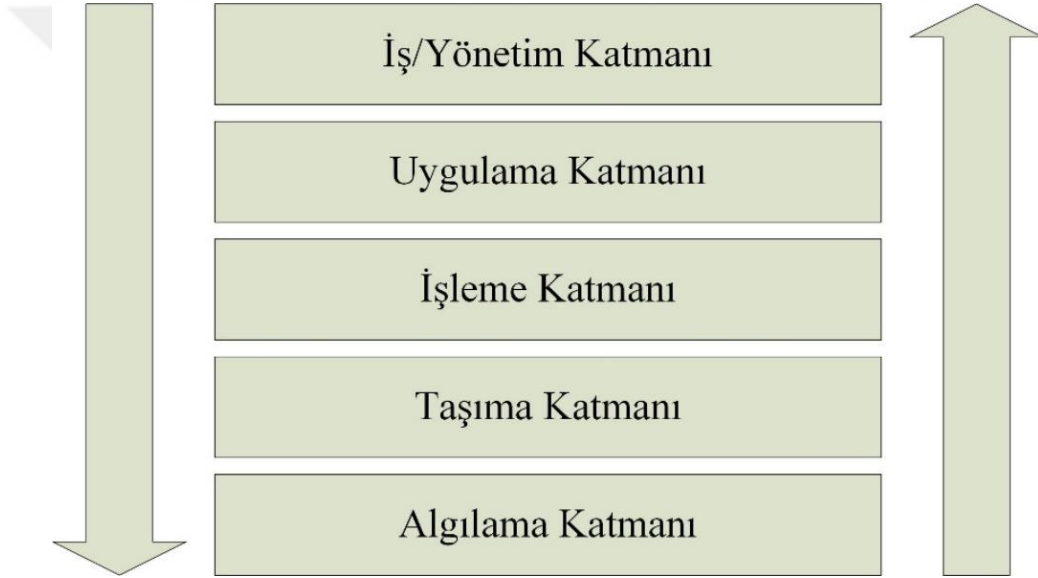 İş/Yönetim Katmanı
Uygulama Katmanı
İşleme Katmanı
Taşıma Katmanı
Algılama Katmanı